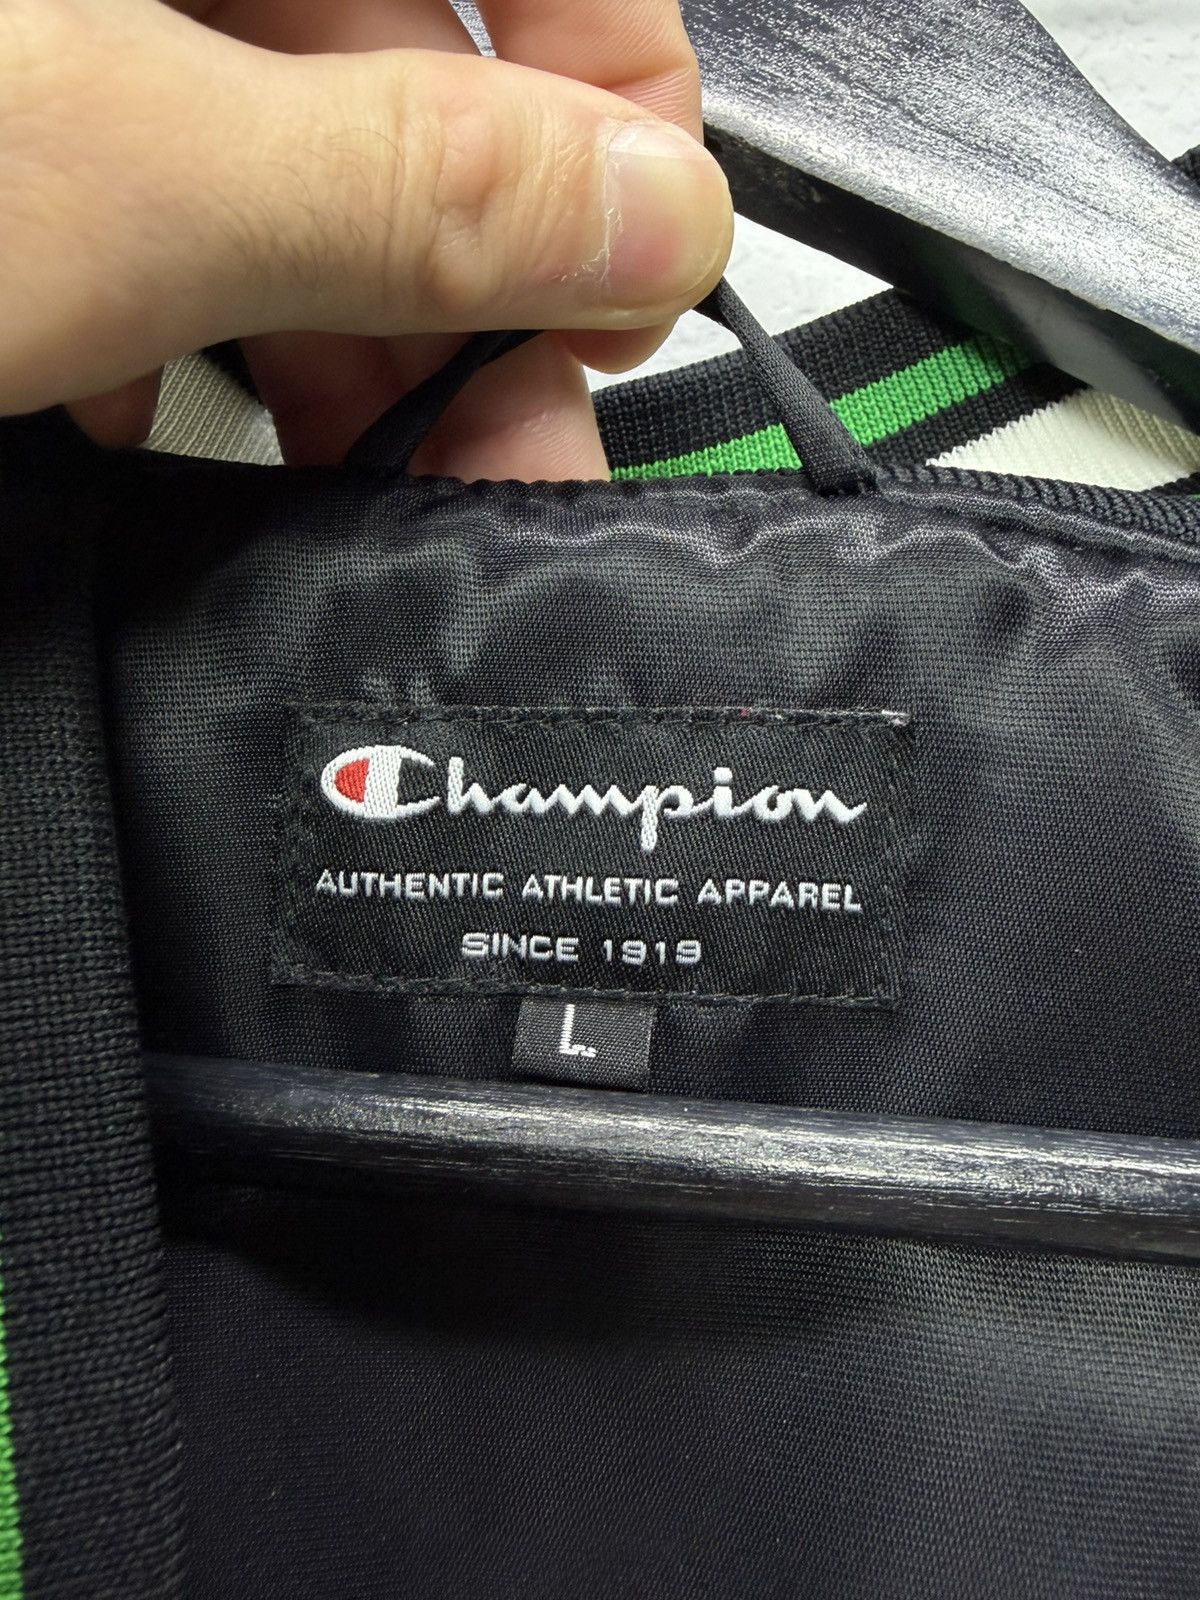 Champion
AUTHENTIC ATHLETIC APPAREL
SINCE 1919
L